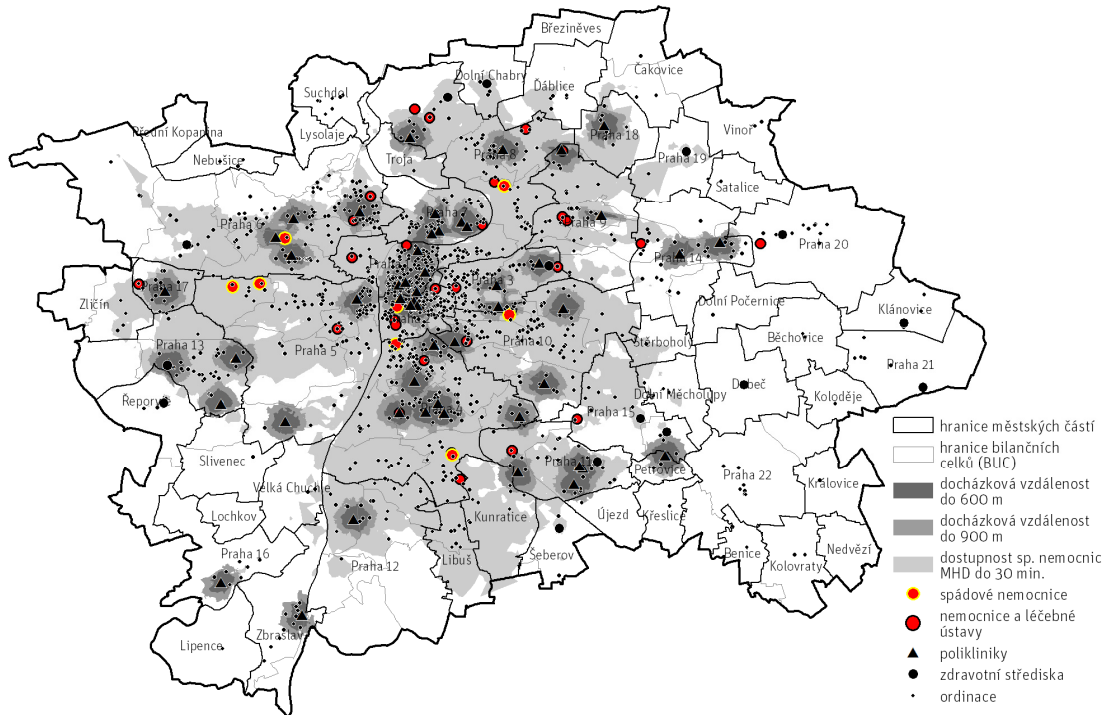 Březiněves
Dolní Chabry
Ďáblice
Čakovice
Suchdol
Lysolaje
Přední Kopanina
Nebušice
Troja
Praha 8
Praha 18
Praha 19
Vinoř
Satalice
Praha 6
Praha 9
Praha 14
Praha 20
Praha 17
Zličín
Dolní Počernice
Klánovice
Běchovice
Praha 5
Praha 10
Štěrboholy
Praha 13
Praha 21
Řeporyje
Dolní Měcholupy
Dubeč
Koloděje
Praha 15
Slivenec
Petrovice
Praha 22
Královice
Velká Chuchle
Lochkov
Kunratice
Újezd
Křeslice
Praha 16
Praha 12
Libuš
Šeberov
Benice
Kolovraty
Nedvězí
Lipence
Zbraslav
hranice městských částí
hranice bilančních
celků (BUC)
docházková vzdálenost
do 600 m
docházková vzdálenost
do 900 m
dostupnost sp. nemocnic
MHD do 30 min.
spádové nemocnice
nemocnice a léčebné
ústavy
polikliniky
zdravotní střediska
ordinace